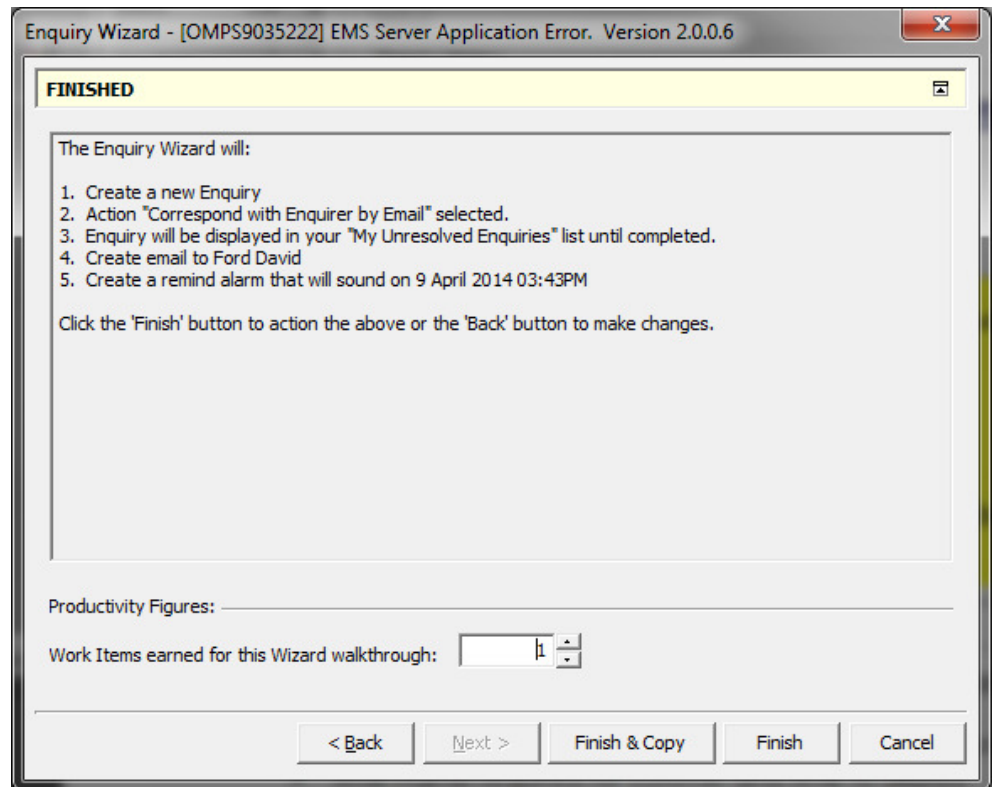 Enquiry Wizard - [OMPS9035222] EMS Server Application Error. Version 2.0.0.6
FINISHED
The Enquiry Wizard will:
1. Create a new Enquiry
2. Action "Correspond with Enquirer by Email" selected.
3. Enquiry will be displayed in your "My Unresolved Enquiries" list until completed.
4. Create email to Ford David
5. Create a remind alarm that will sound on 9 April 2014 03:43PM
Click the 'Finish' button to action the above or the 'Back' button to make changes.
Productivity Figures:
Work Items earned for this Wizard walkthrough: 1
< Back Next > Finish & Copy Finish Cancel